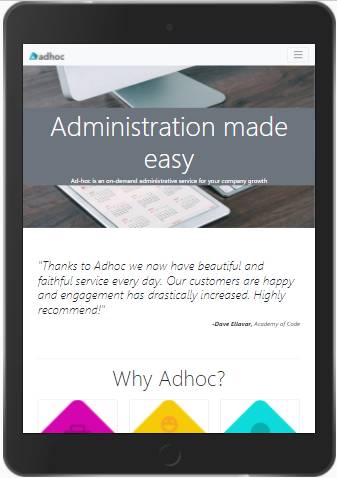 adhoc
Administration made
easy
Ad-hoc is an on-demand administrative service for your company growth
"Thanks to Adhoc we now have beautiful and
faithful service every day. Our customers are happy
and engagement has drastically increased. Highly
recommend!"
-Dave Ellavar, Academy of Code
Why Adhoc?